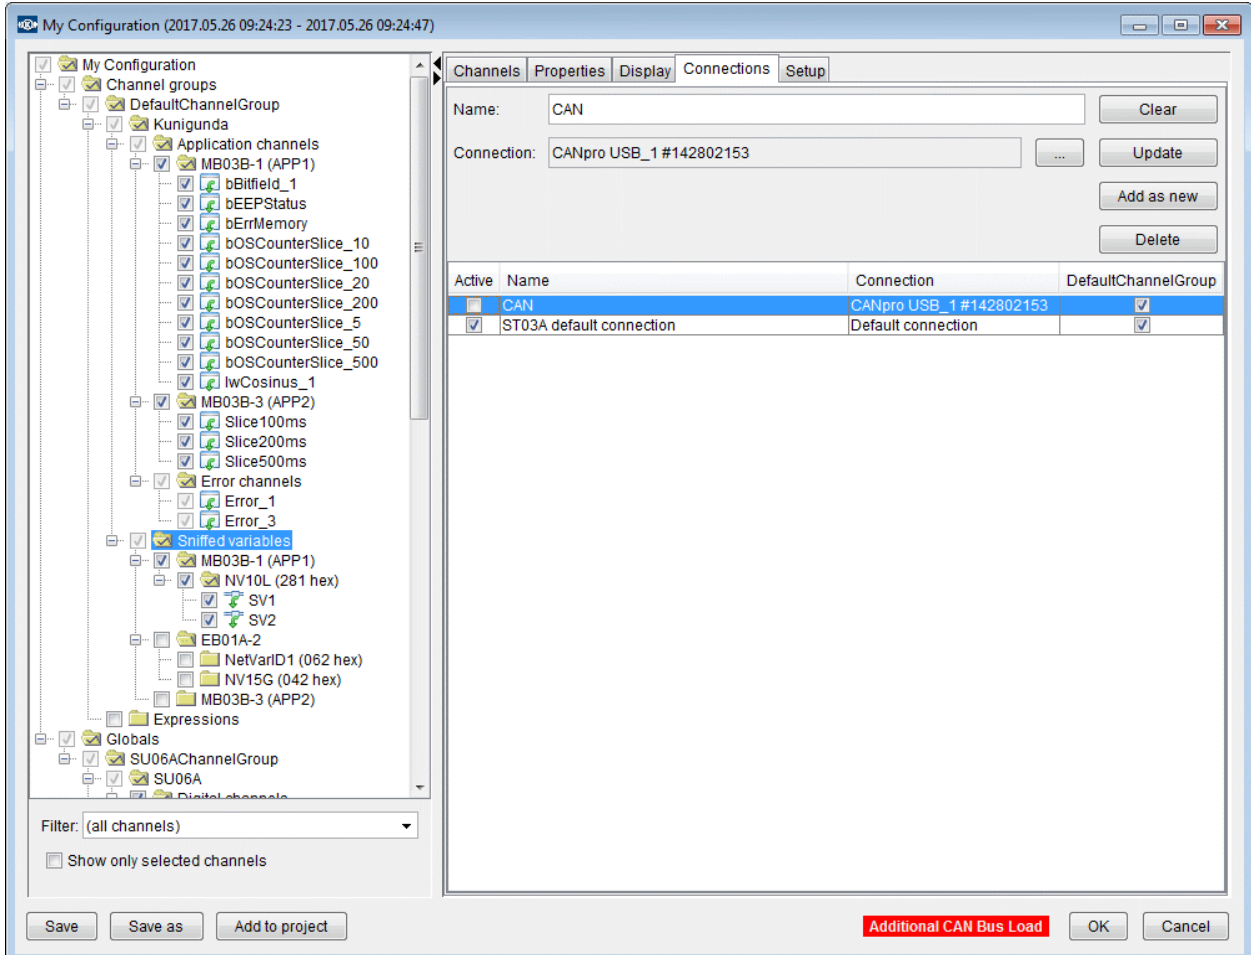 My Configuration (2017.05.26 09:24:23 - 2017.05.26 09:24:47)
My Configuration
Channel groups
DefaultChannelGroup
Kunigunda
Application channels
MB03B-1 (APP1)
bBitfield_1
bEEPStatus
bErrMemory
bOSCounterSlice_10
bOSCounterSlice_100
bOSCounterSlice_20
bOSCounterSlice_200
bOSCounterSlice_5
bOSCounterSlice_50
bOSCounterSlice_500
lwCosinus_1
MB03B-3 (APP2)
Slice100ms
Slice200ms
Slice500ms
Error channels
Error_1
Error_3
Sniffed variables
MB03B-1 (APP1)
NV10L (281 hex)
SV1
SV2
EB01A-2
NetVarID1 (062 hex)
NV15G (042 hex)
MB03B-3 (APP2)
Expressions
Globals
SU06AChannelGroup
SU06A
Digital channels
Filter: (all channels)
Show only selected channels
Channels Properties Display Connections Setup
Name: CAN Clear
Connection: CANpro USB_1 #142802153 ... Update
Add as new
Delete
Active Name Connection DefaultChannelGroup
CAN CANpro USB_1 #142802153
ST03A default connection Default connection
Save Save as Add to project Additional CAN Bus Load OK Cancel